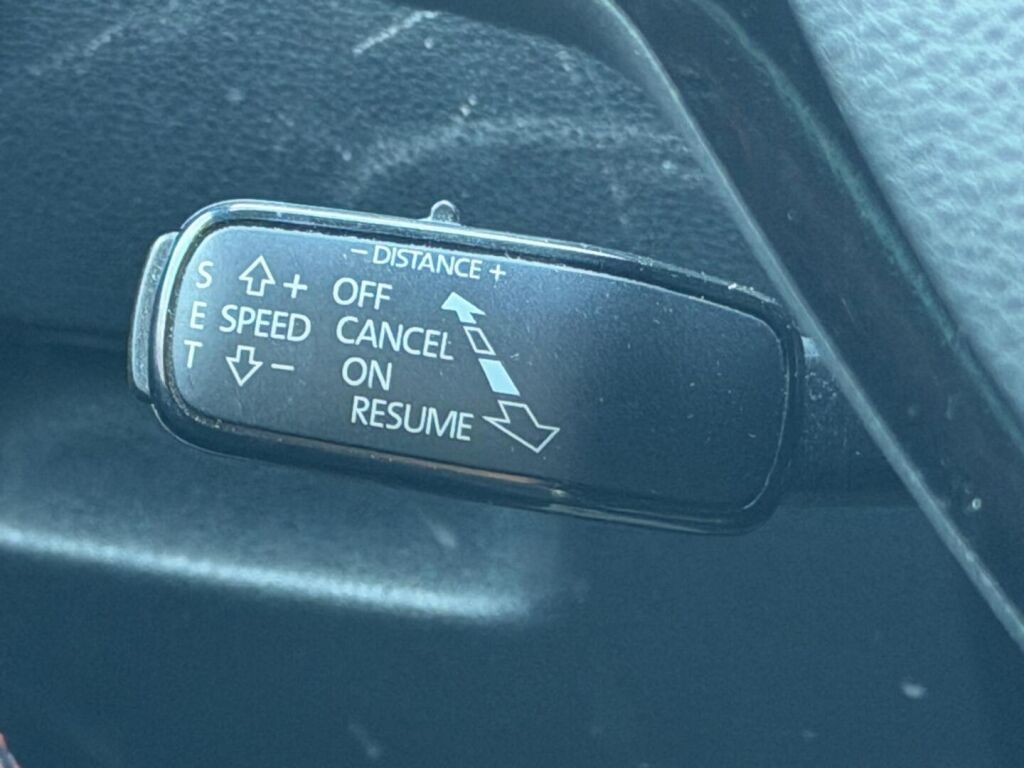 – DISTANCE +
S
E
T
+
SPEED
–
OFF
CANCEL
ON
RESUME